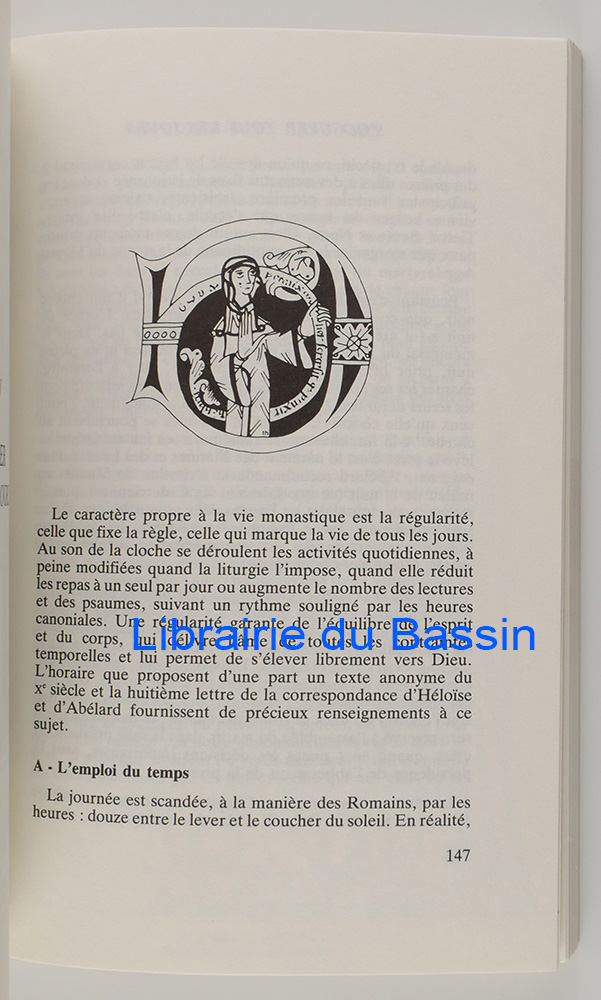 Le caractère propre à la vie monastique est la régularité,
celle que fixe la règle, celle qui marque la vie de tous les jours.
Au son de la cloche se déroulent les activités quotidiennes, à
peine modifiées quand la liturgie l'impose, quand elle réduit
les repas à un seul par jour ou augmente le nombre des lectures
et des psaumes, suivant un rythme souligné par les heures
canoniales. Une régularité garante de l'équilibre de l'esprit
et du corps, qui délivre l'âme de toutes les contraintes
temporelles et lui permet de s'élever librement vers Dieu.
L'horaire que proposent d'une part un texte anonyme du
Xe siècle et la huitième lettre de la correspondance d'Héloïse
et d'Abélard fournissent de précieux renseignements à ce
sujet.
Librairie du Bassin
A - L'emploi du temps
La journée est scandée, à la manière des Romains, par les
heures : douze entre le lever et le coucher du soleil. En réalité,
147